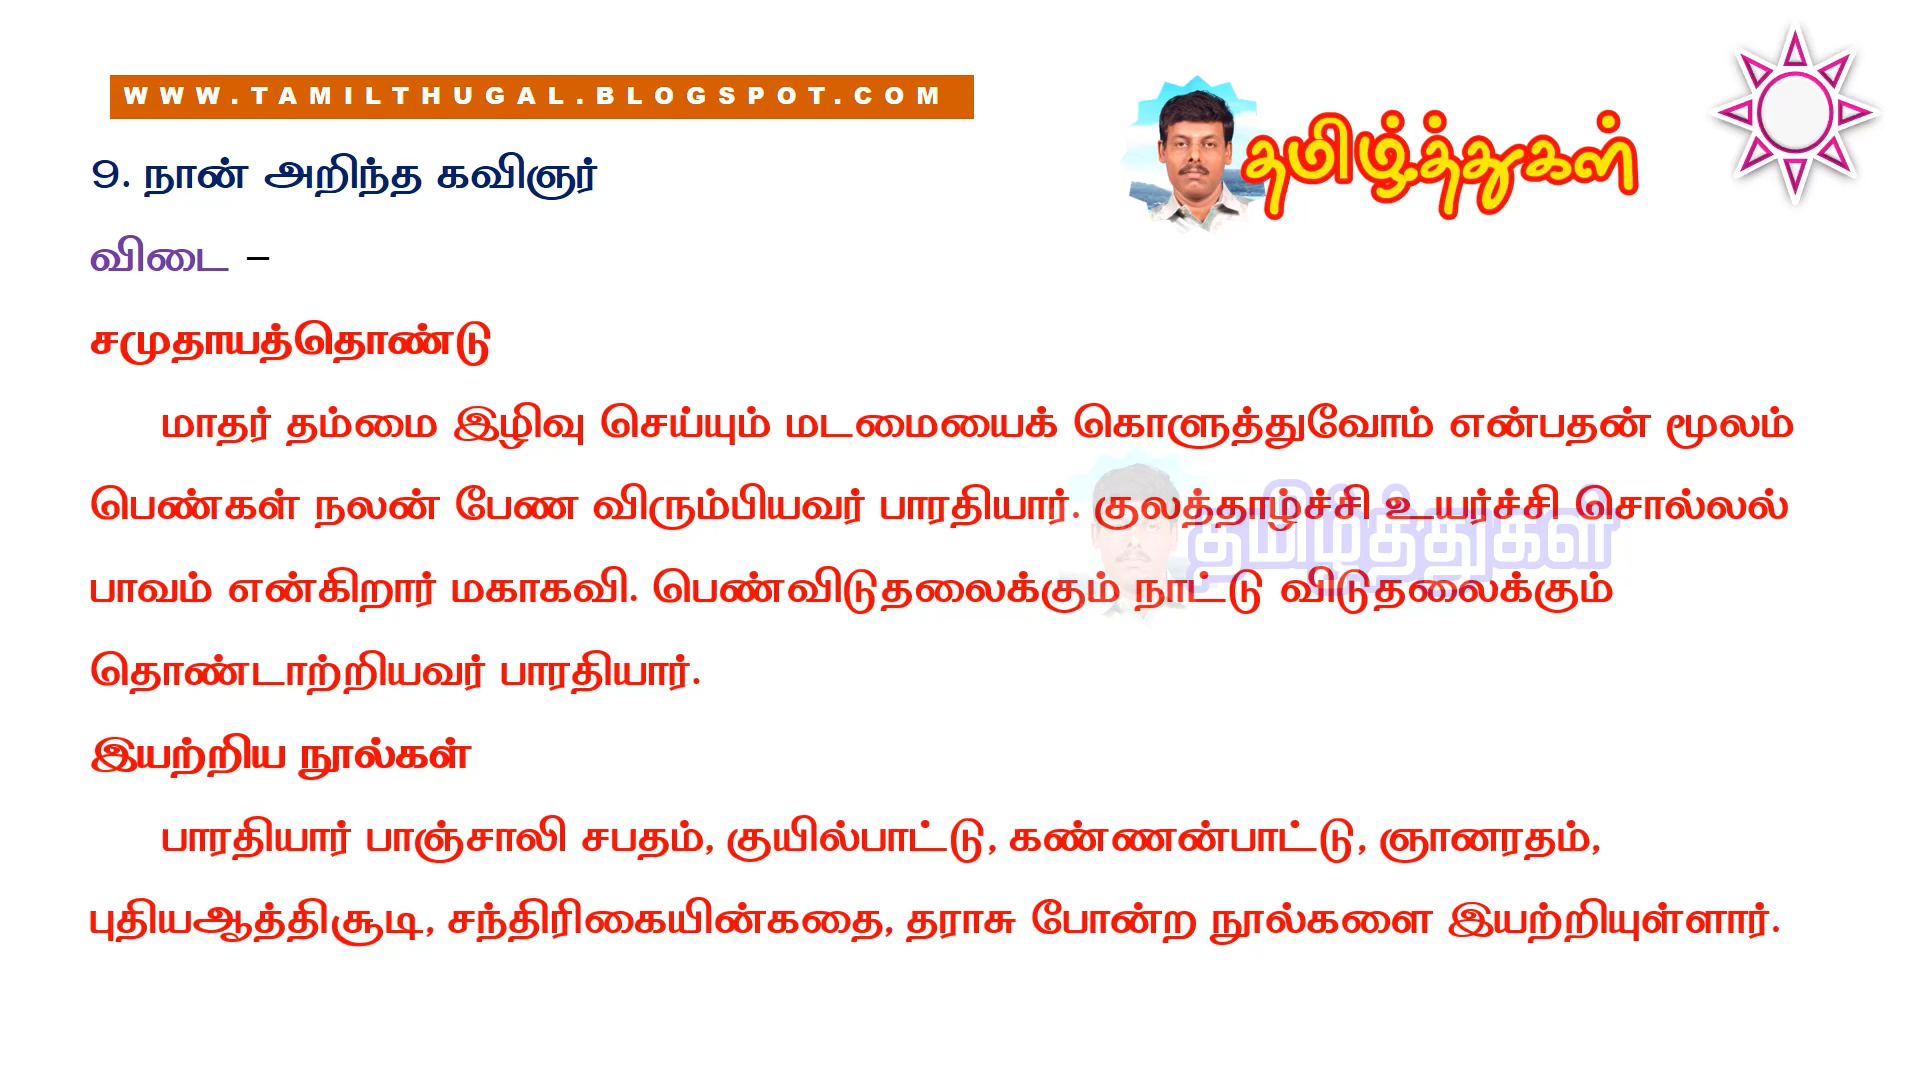 WWW.TAMILTHUGAL.BLOGSPOT.COM
தமிழ்த்துகள்
9. நான் அறிந்த கவிஞர்
விடை –
சமுதாயத்தொண்டு
மாதர் தம்மை இழிவு செய்யும் மடமையைக் கொளுத்துவோம் என்பதன் மூலம்
பெண்கள் நலன் பேண விரும்பியவர் பாரதியார். குலத்தாழ்ச்சி உயர்ச்சி சொல்லல்
தமிழ்த்துகள்
பாவம் என்கிறார் மகாகவி. பெண்விடுதலைக்கும் நாட்டு விடுதலைக்கும்
தொண்டாற்றியவர் பாரதியார்.
இயற்றிய நூல்கள்
பாரதியார் பாஞ்சாலி சபதம், குயில்பாட்டு, கண்ணன்பாட்டு, ஞானரதம்,
புதியஆத்திசூடி, சந்திரிகையின்கதை, தராசு போன்ற நூல்களை இயற்றியுள்ளார்.